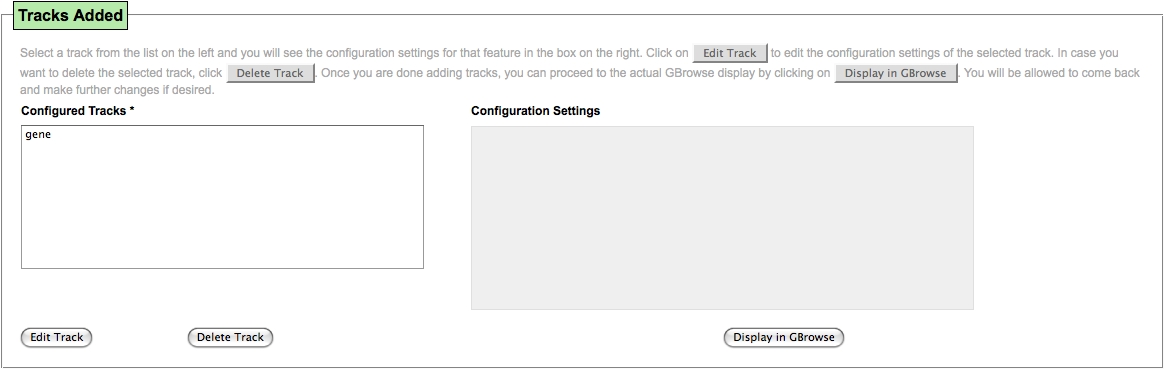 Tracks Added
Select a track from the list on the left and you will see the configuration settings for that feature in the box on the right. Click on Edit Track to edit the configuration settings of the selected track. In case you
want to delete the selected track, click Delete Track . Once you are done adding tracks, you can proceed to the actual GBrowse display by clicking on Display in GBrowse . You will be allowed to come back
and make further changes if desired.
Configured Tracks * Configuration Settings
gene
Edit Track Delete Track Display in GBrowse